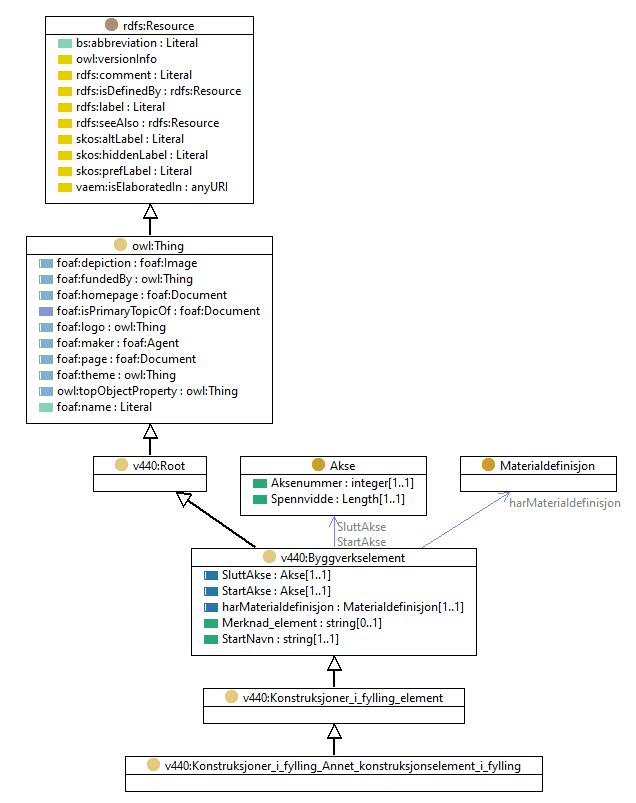 rdfs:Resource
bs:abbreviation : Literal
owl:versionInfo
rdfs:comment : Literal
rdfs:isDefinedBy : rdfs:Resource
rdfs:label : Literal
rdfs:seeAlso : rdfs:Resource
skos:altLabel : Literal
skos:hiddenLabel : Literal
skos:prefLabel : Literal
vaem:isElaboratedIn : anyURI
owl:Thing
foaf:depiction : foaf:Image
foaf:fundedBy : owl:Thing
foaf:homepage : foaf:Document
foaf:isPrimaryTopicOf : foaf:Document
foaf:logo : owl:Thing
foaf:maker : foaf:Agent
foaf:page : foaf:Document
foaf:theme : owl:Thing
owl:topObjectProperty : owl:Thing
foaf:name : Literal
v440:Root
Akse
Aksenummer : integer[1..1]
Spennvidde : Length[1..1]
Materialdefinisjon
harMaterialdefinisjon
SluttAkse
StartAkse
v440:Byggverkselement
SluttAkse : Akse[1..1]
StartAkse : Akse[1..1]
harMaterialdefinisjon : Materialdefinisjon[1..1]
Merknad_element : string[0..1]
StartNavn : string[1..1]
v440:Konstruksjoner_i_fylling_element
v440:Konstruksjoner_i_fylling_Annet_konstruksjonselement_i_fylling